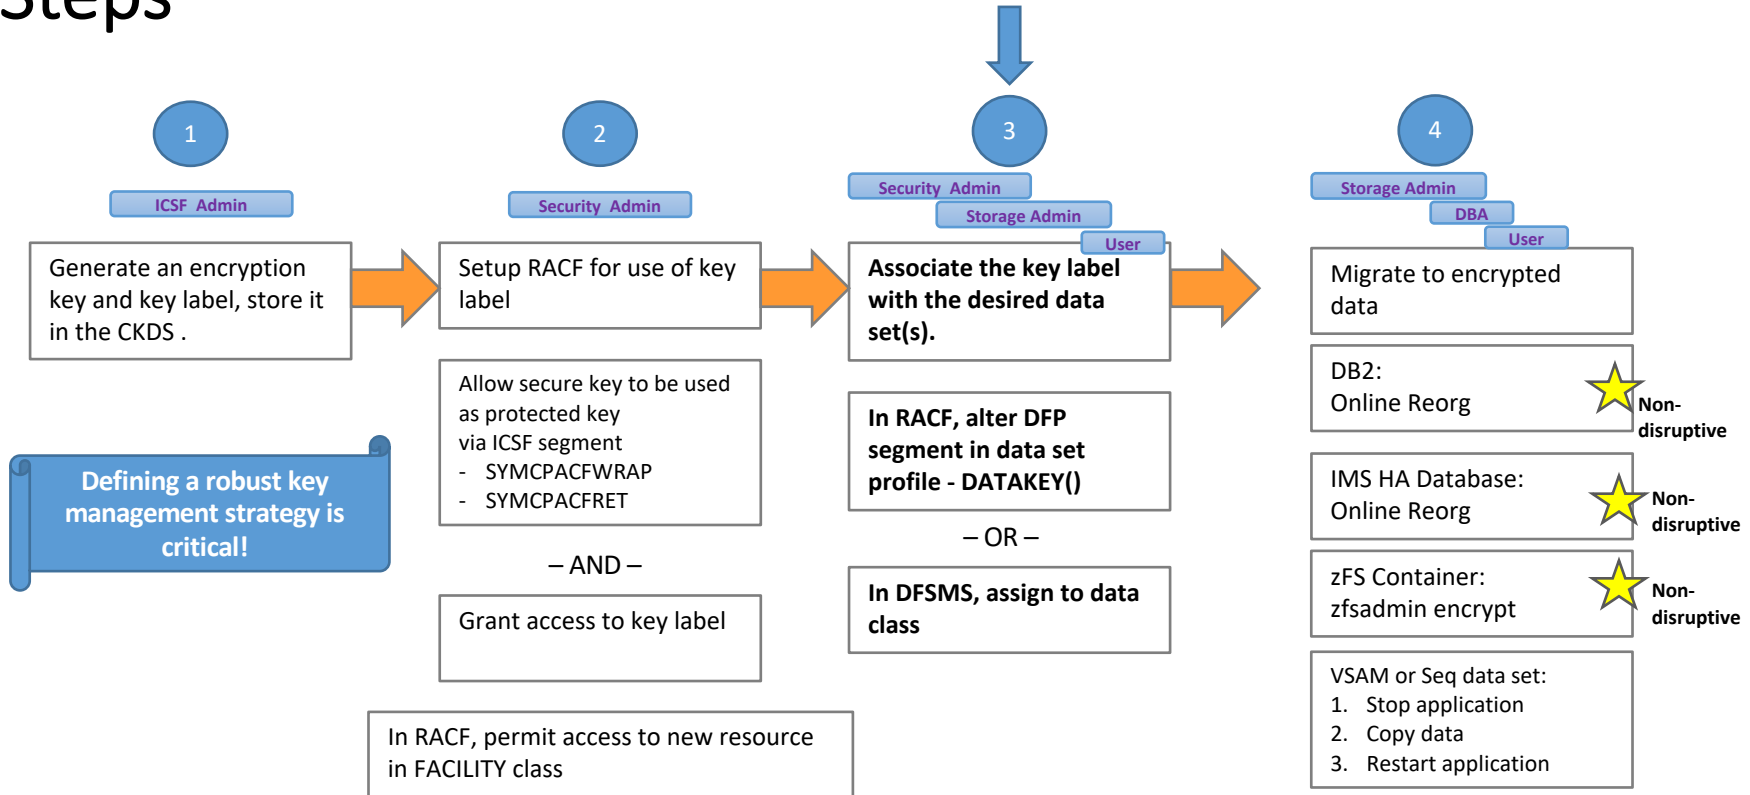 Steps
1
ICSF  Admin
Generate an encryption
key and key label, store it
in the CKDS .
Defining a robust key
management strategy is
critical!
2
Security  Admin
Setup RACF for use of key
label
Allow secure key to be used
as protected key
via ICSF segment
- SYMCPACFWRAP
- SYMCPACFRET
– AND –
Grant access to key label
In RACF, permit access to new resource
in FACILITY class
3
Security  Admin
Storage Admin
User
Associate the key label
with the desired data
set(s).
In RACF, alter DFP
segment in data set
profile - DATAKEY()
– OR –
In DFSMS, assign to data
class
4
Storage Admin
DBA
User
Migrate to encrypted
data
DB2:
Online Reorg
Non-
disruptive
IMS HA Database:
Online Reorg
Non-
disruptive
zFS Container:
zfsadmin encrypt
Non-
disruptive
VSAM or Seq data set:
1. Stop application
2. Copy data
3. Restart application